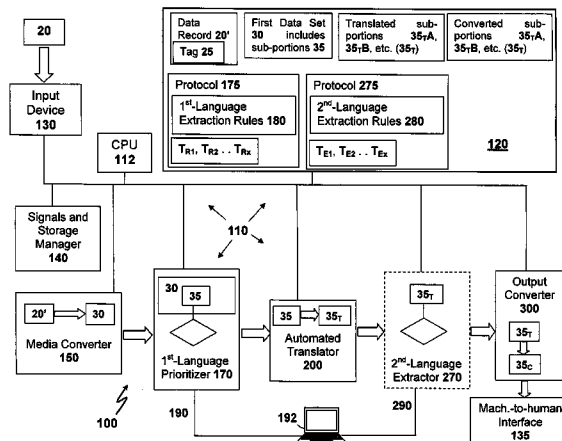 20
Input
Device
130
CPU
112
Signals and
Storage
Manager
140
Data
Record 20'
Tag 25
First Data Set
30 includes
sub-portions 35
Translated sub-
portions 35TA,
35TB, etc. (35T)
Converted sub-
portions 35TA,
35TB, etc. (35T)
Protocol 175
1st-Language
Extraction Rules 180
TR1, TR2 . . TRx
Protocol 275
2nd-Language
Extraction Rules 280
TE1, TE2 . . TEx
120
110
20'
30
Media Converter
150
30
35
1st-Language
Prioritizer 170
35
35T
Automated
Translator
200
35T
2nd-Language
Extractor 270
Output
Converter
300
35T
35C
Mach.-to-human
Interface
135
100
190
192
290